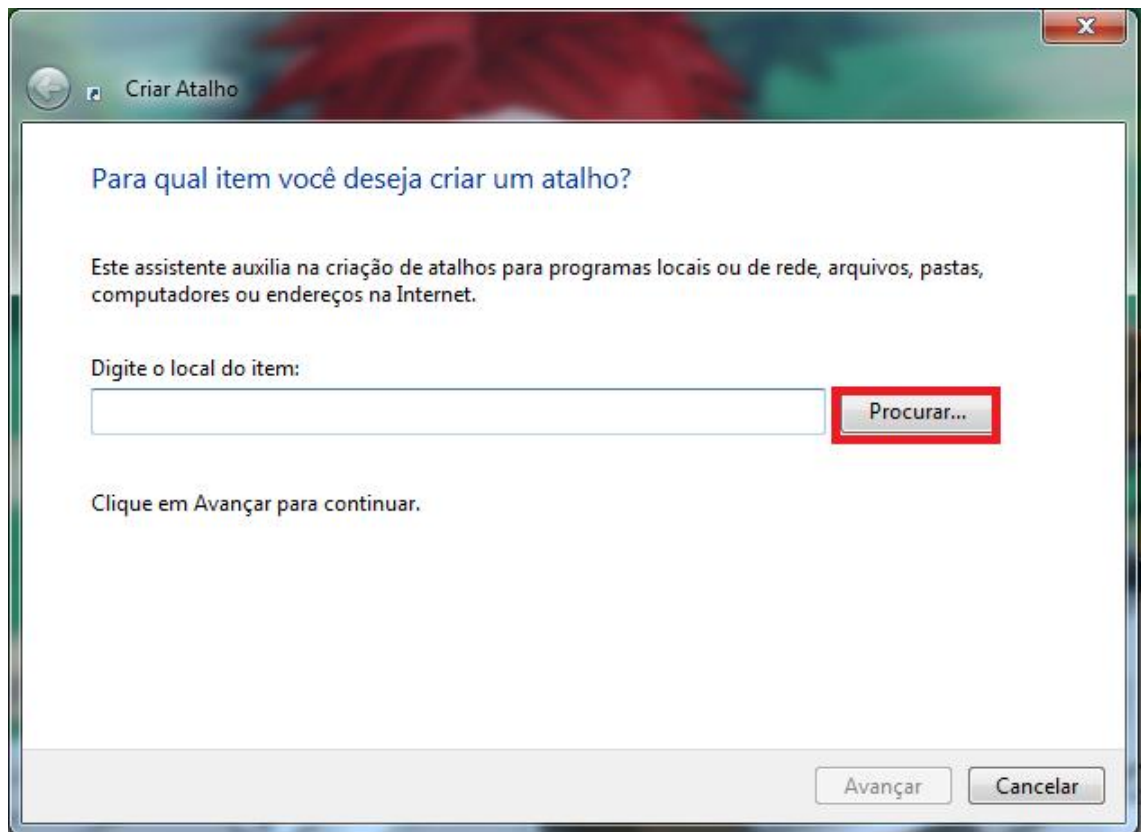 Criar Atalho
Para qual item você deseja criar um atalho?
Este assistente auxilia na criação de atalhos para programas locais ou de rede, arquivos, pastas,
computadores ou endereços na Internet.
Digite o local do item:
Procurar...
Clique em Avançar para continuar.
Avançar Cancelar